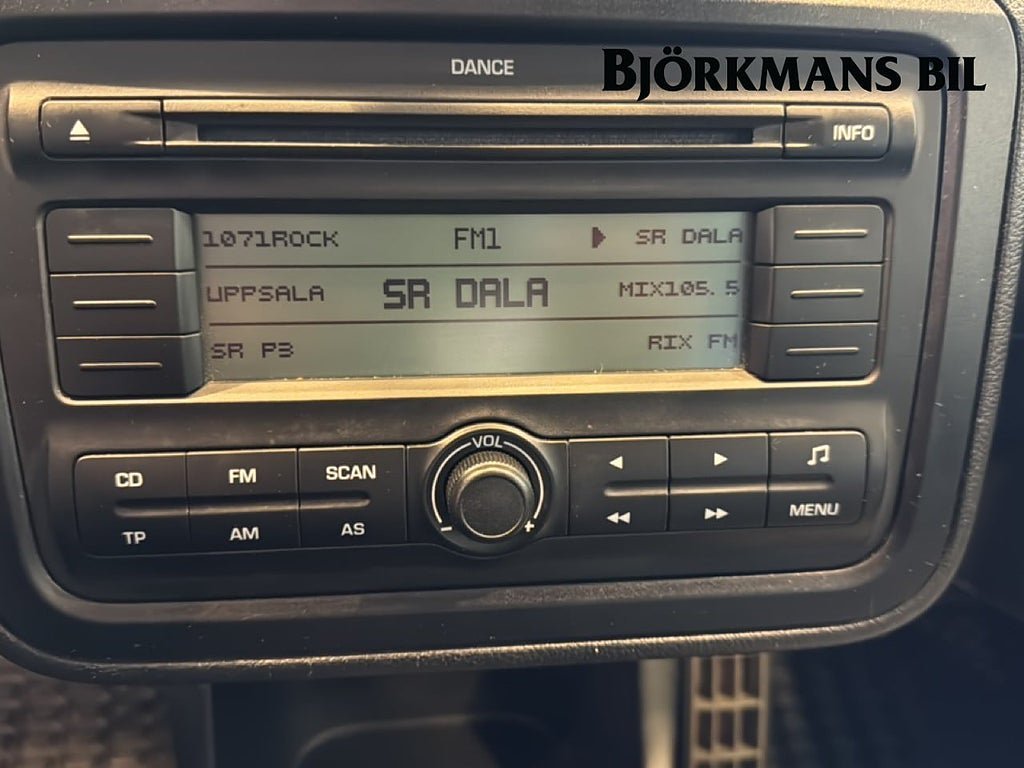 BJÖRKMANS BIL
DANCE
INFO
1071ROCK FM1 SR DALA
UPPSALA SR DALA MIX105.5
SR P3 RIX FM
VOL
CD FM SCAN
TP AM AS
- +
MENU